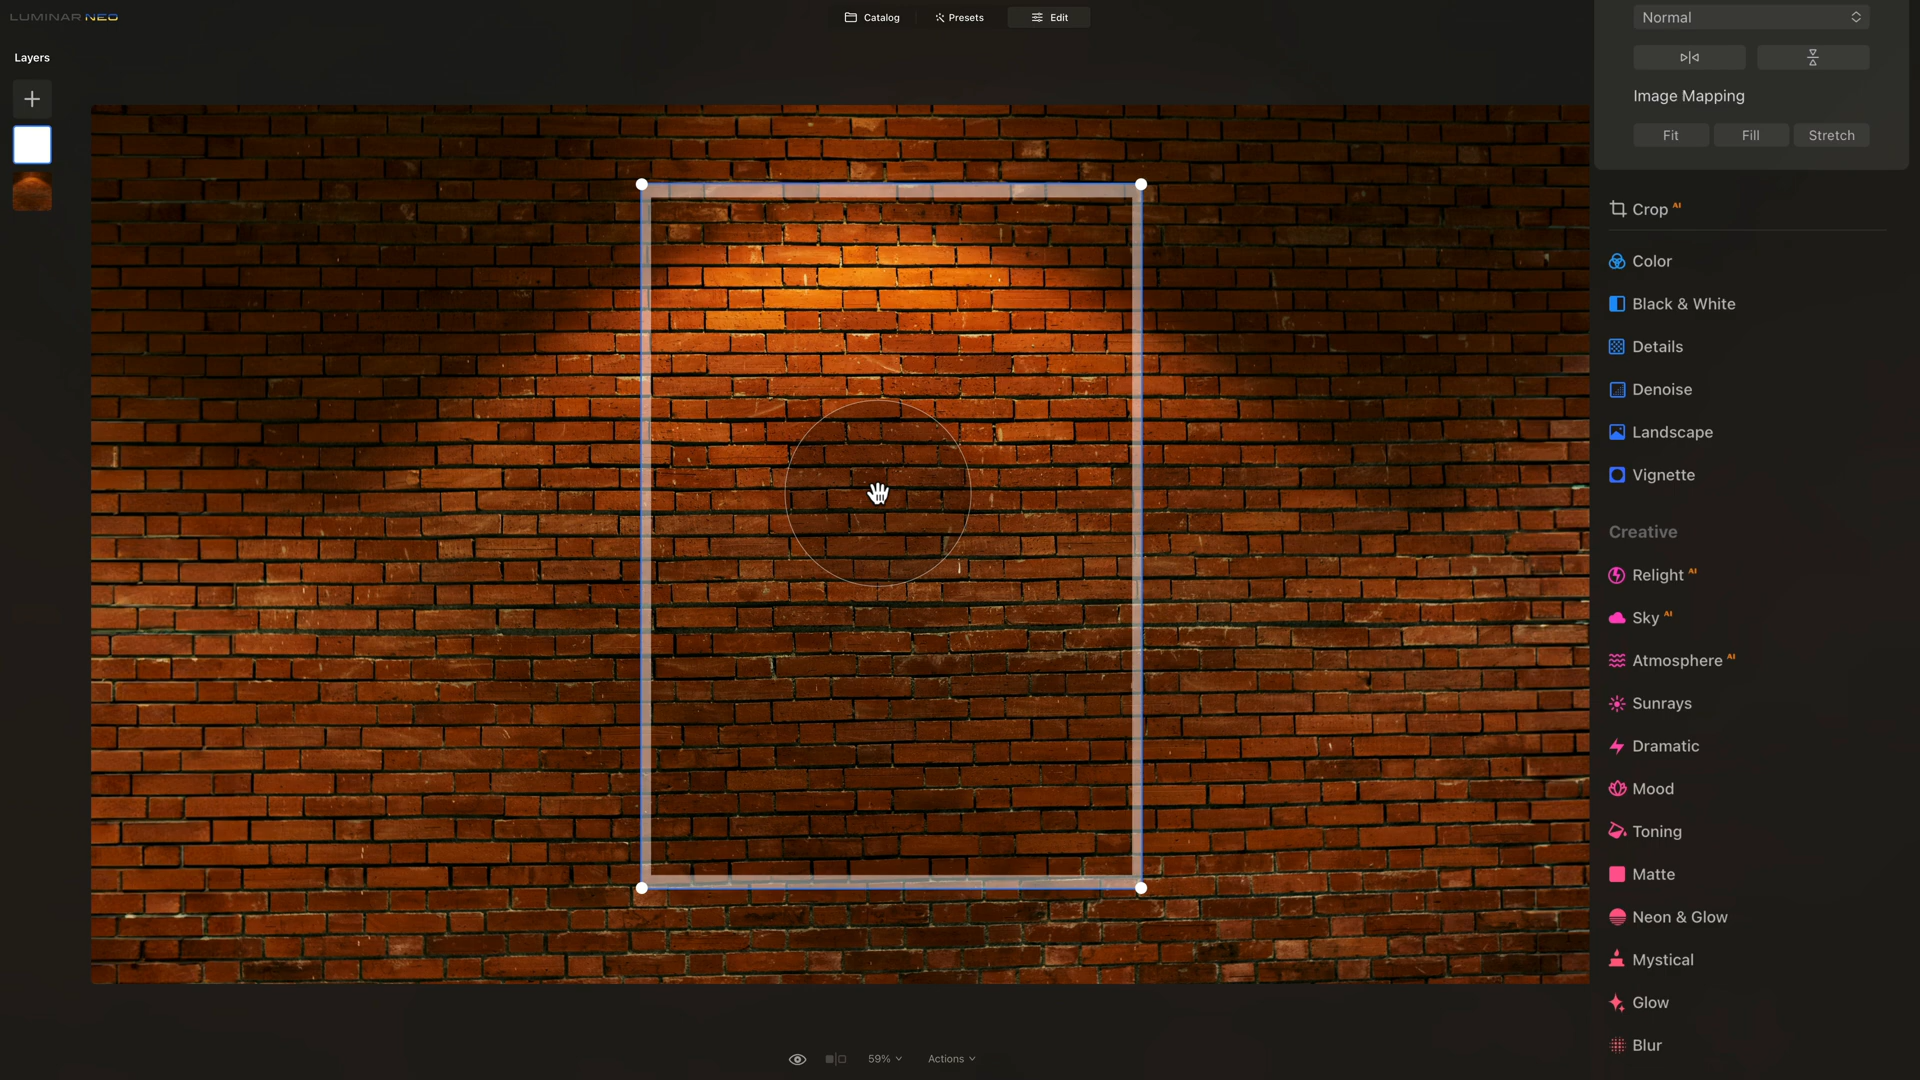 LUMINAR NEO
Catalog
Presets
Edit
Layers
Normal
Image Mapping
Fit
Fill
Stretch
Crop AI
Color
Black & White
Details
Denoise
Landscape
Vignette
Creative
Relight AI
Sky AI
Atmosphere AI
Sunrays
Dramatic
Mood
Toning
Matte
Neon & Glow
Mystical
Glow
Blur
59%
Actions